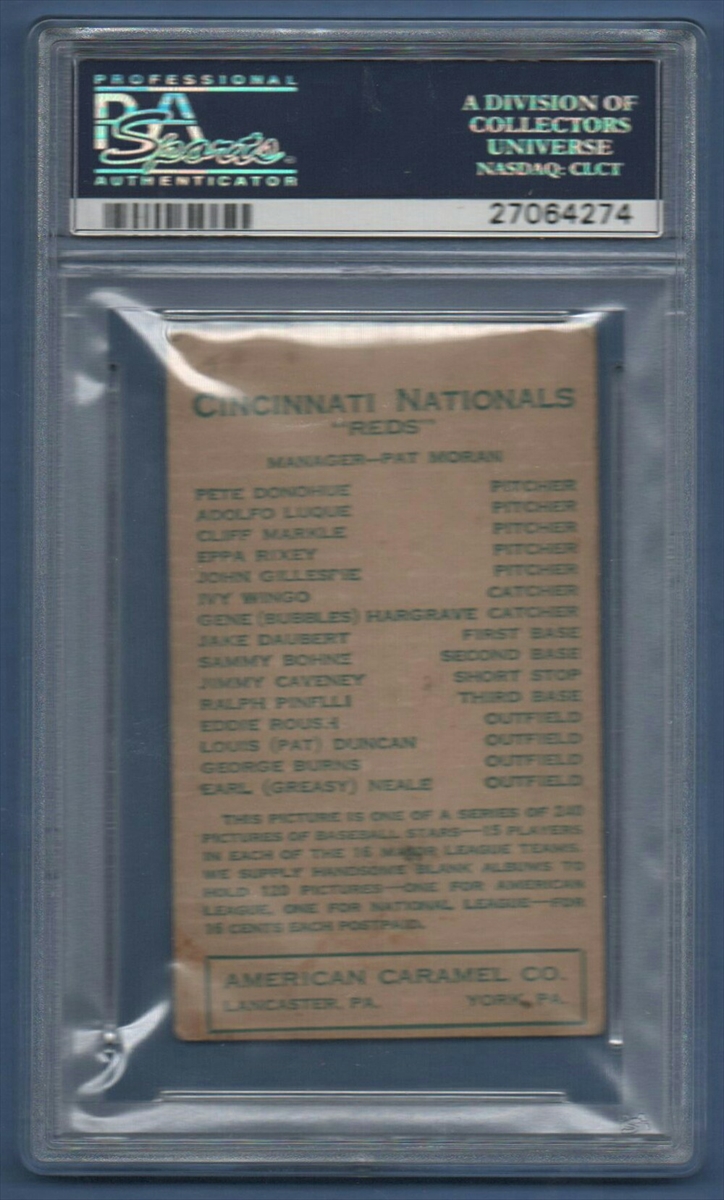 PROFESSIONAL
PSA
Sports
AUTHENTICATOR
A DIVISION OF
COLLECTORS
UNIVERSE
NASDAQ: CLCT
27064274
CINCINNATI NATIONALS
"REDS"
MANAGER—PAT MORAN
PETE DONOHUE PITCHER
ADOLFO LUQUE PITCHER
CLIFF MARKLE PITCHER
EPPA RIXEY PITCHER
JOHN GILLESPIE PITCHER
IVY WINGO CATCHER
GENE (BUBBLES) HARGRAVE CATCHER
JAKE DAUBERT FIRST BASE
SAMMY BOHNE SECOND BASE
JIMMY CAVENEY SHORT STOP
RALPH PINELLI THIRD BASE
EDDIE ROUSH OUTFIELD
LOUIS (PAT) DUNCAN OUTFIELD
GEORGE BURNS OUTFIELD
EARL (GREASY) NEALE OUTFIELD
THIS PICTURE IS ONE OF A SERIES OF 240
PICTURES OF BASEBALL STARS—15 PLAYERS
IN EACH OF THE 16 MAJOR LEAGUE TEAMS.
WE SUPPLY HANDSOME BLANK ALBUMS TO
HOLD 120 PICTURES—ONE FOR AMERICAN
LEAGUE, ONE FOR NATIONAL LEAGUE—FOR
16 CENTS EACH POSTPAID.
AMERICAN CARAMEL CO.
LANCASTER, PA. YORK, PA.